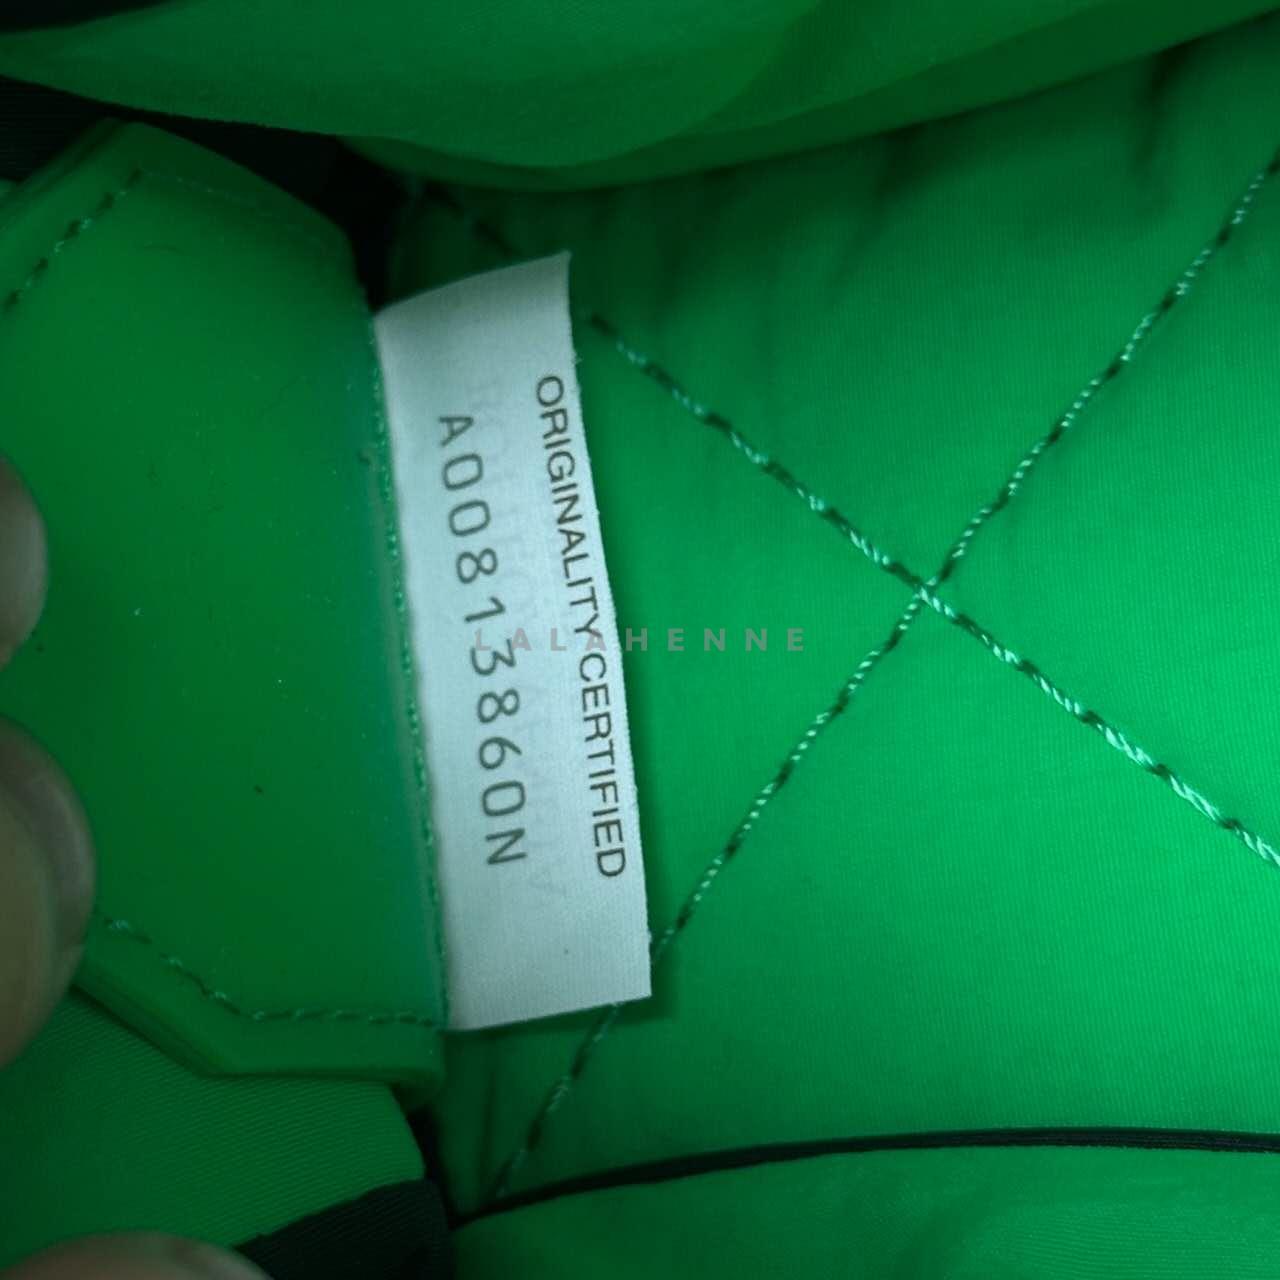 ORIGINALITY CERTIFIED
A00813860N
LALAHENNE